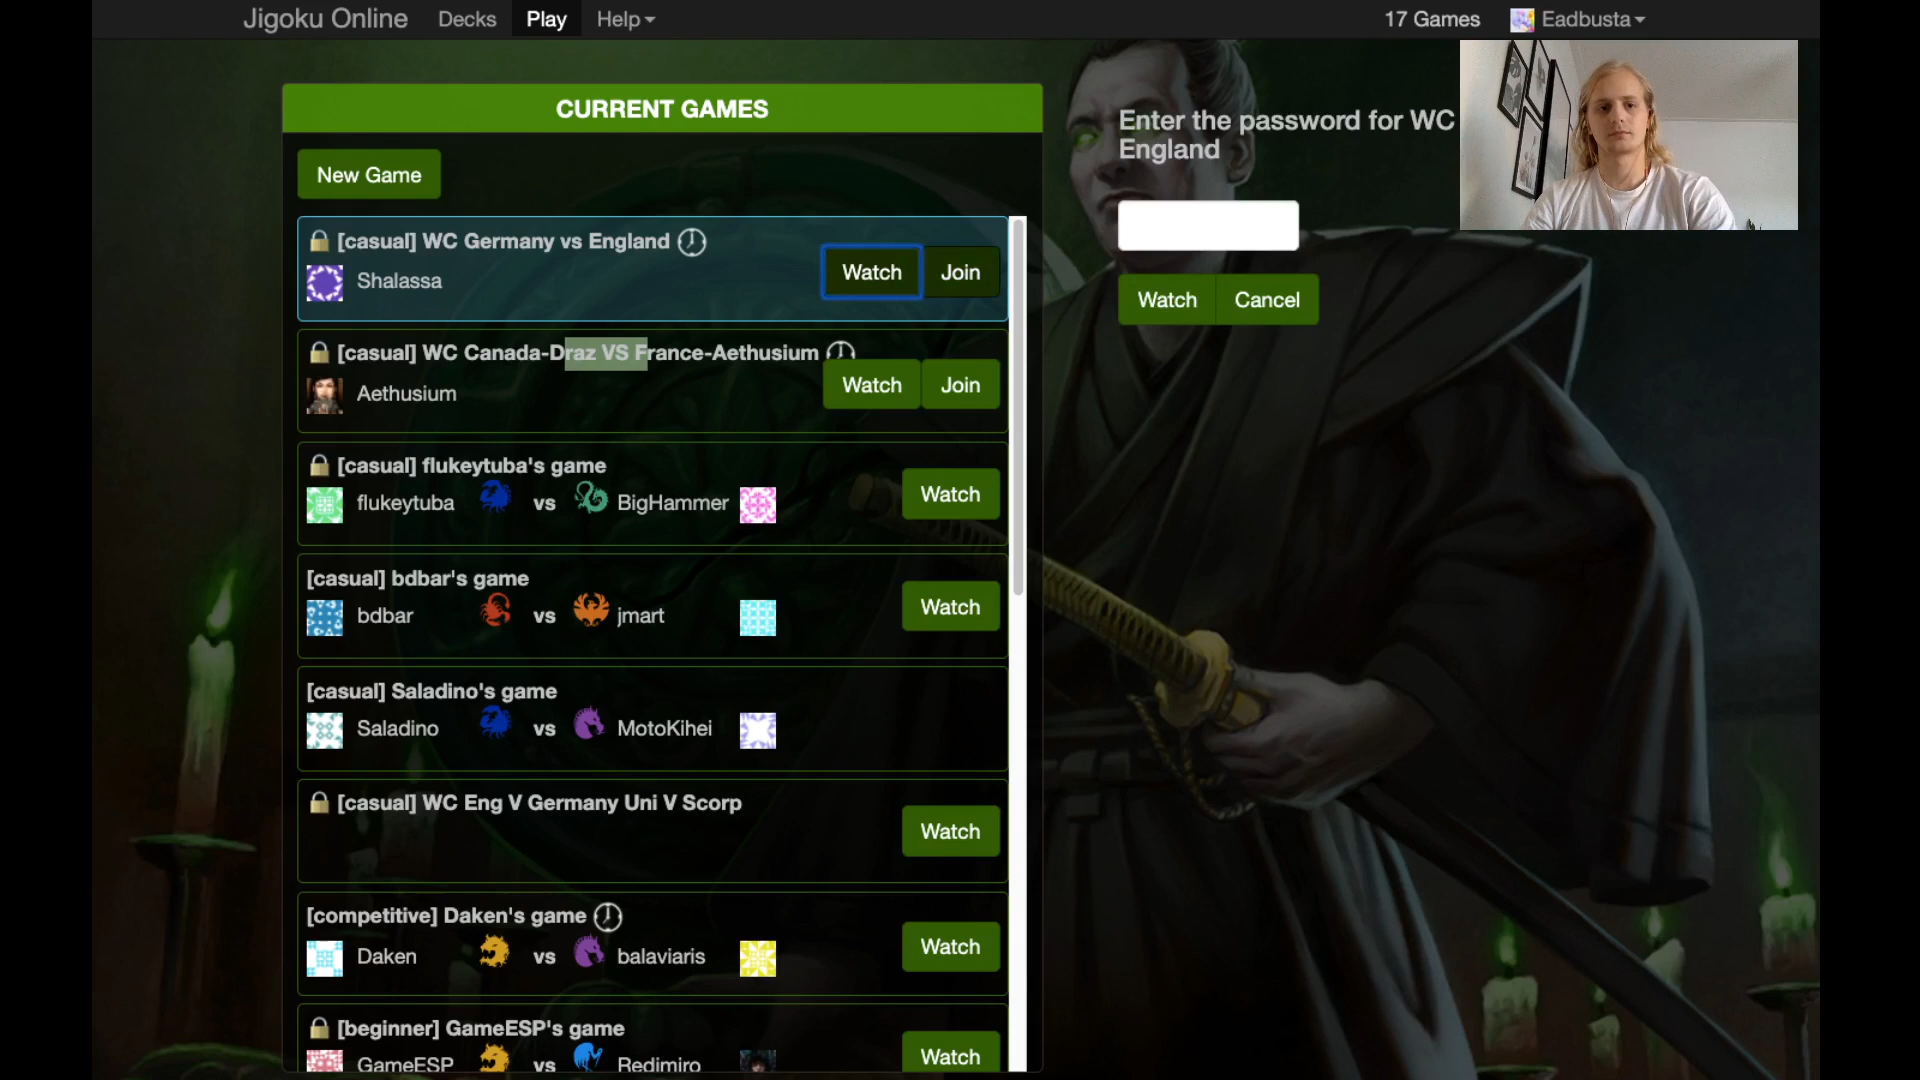 Jigoku Online Decks Play Help 17 Games Eadbusta
CURRENT GAMES
New Game
[casual] WC Germany vs England
Shalassa
Watch Join
[casual] WC Canada-Draz VS France-Aethusium
Aethusium
Watch Join
[casual] flukeytuba's game
flukeytuba vs BigHammer
Watch
[casual] bdbar's game
bdbar vs jmart
Watch
[casual] Saladino's game
Saladino vs MotoKihei
[casual] WC Eng V Germany Uni V Scorp
Watch
[competitive] Daken's game
Daken vs balaviaris
Watch
[beginner] GameESP's game
GameESP vs Redimiro
Watch
Enter the password for WC
England
Watch Cancel